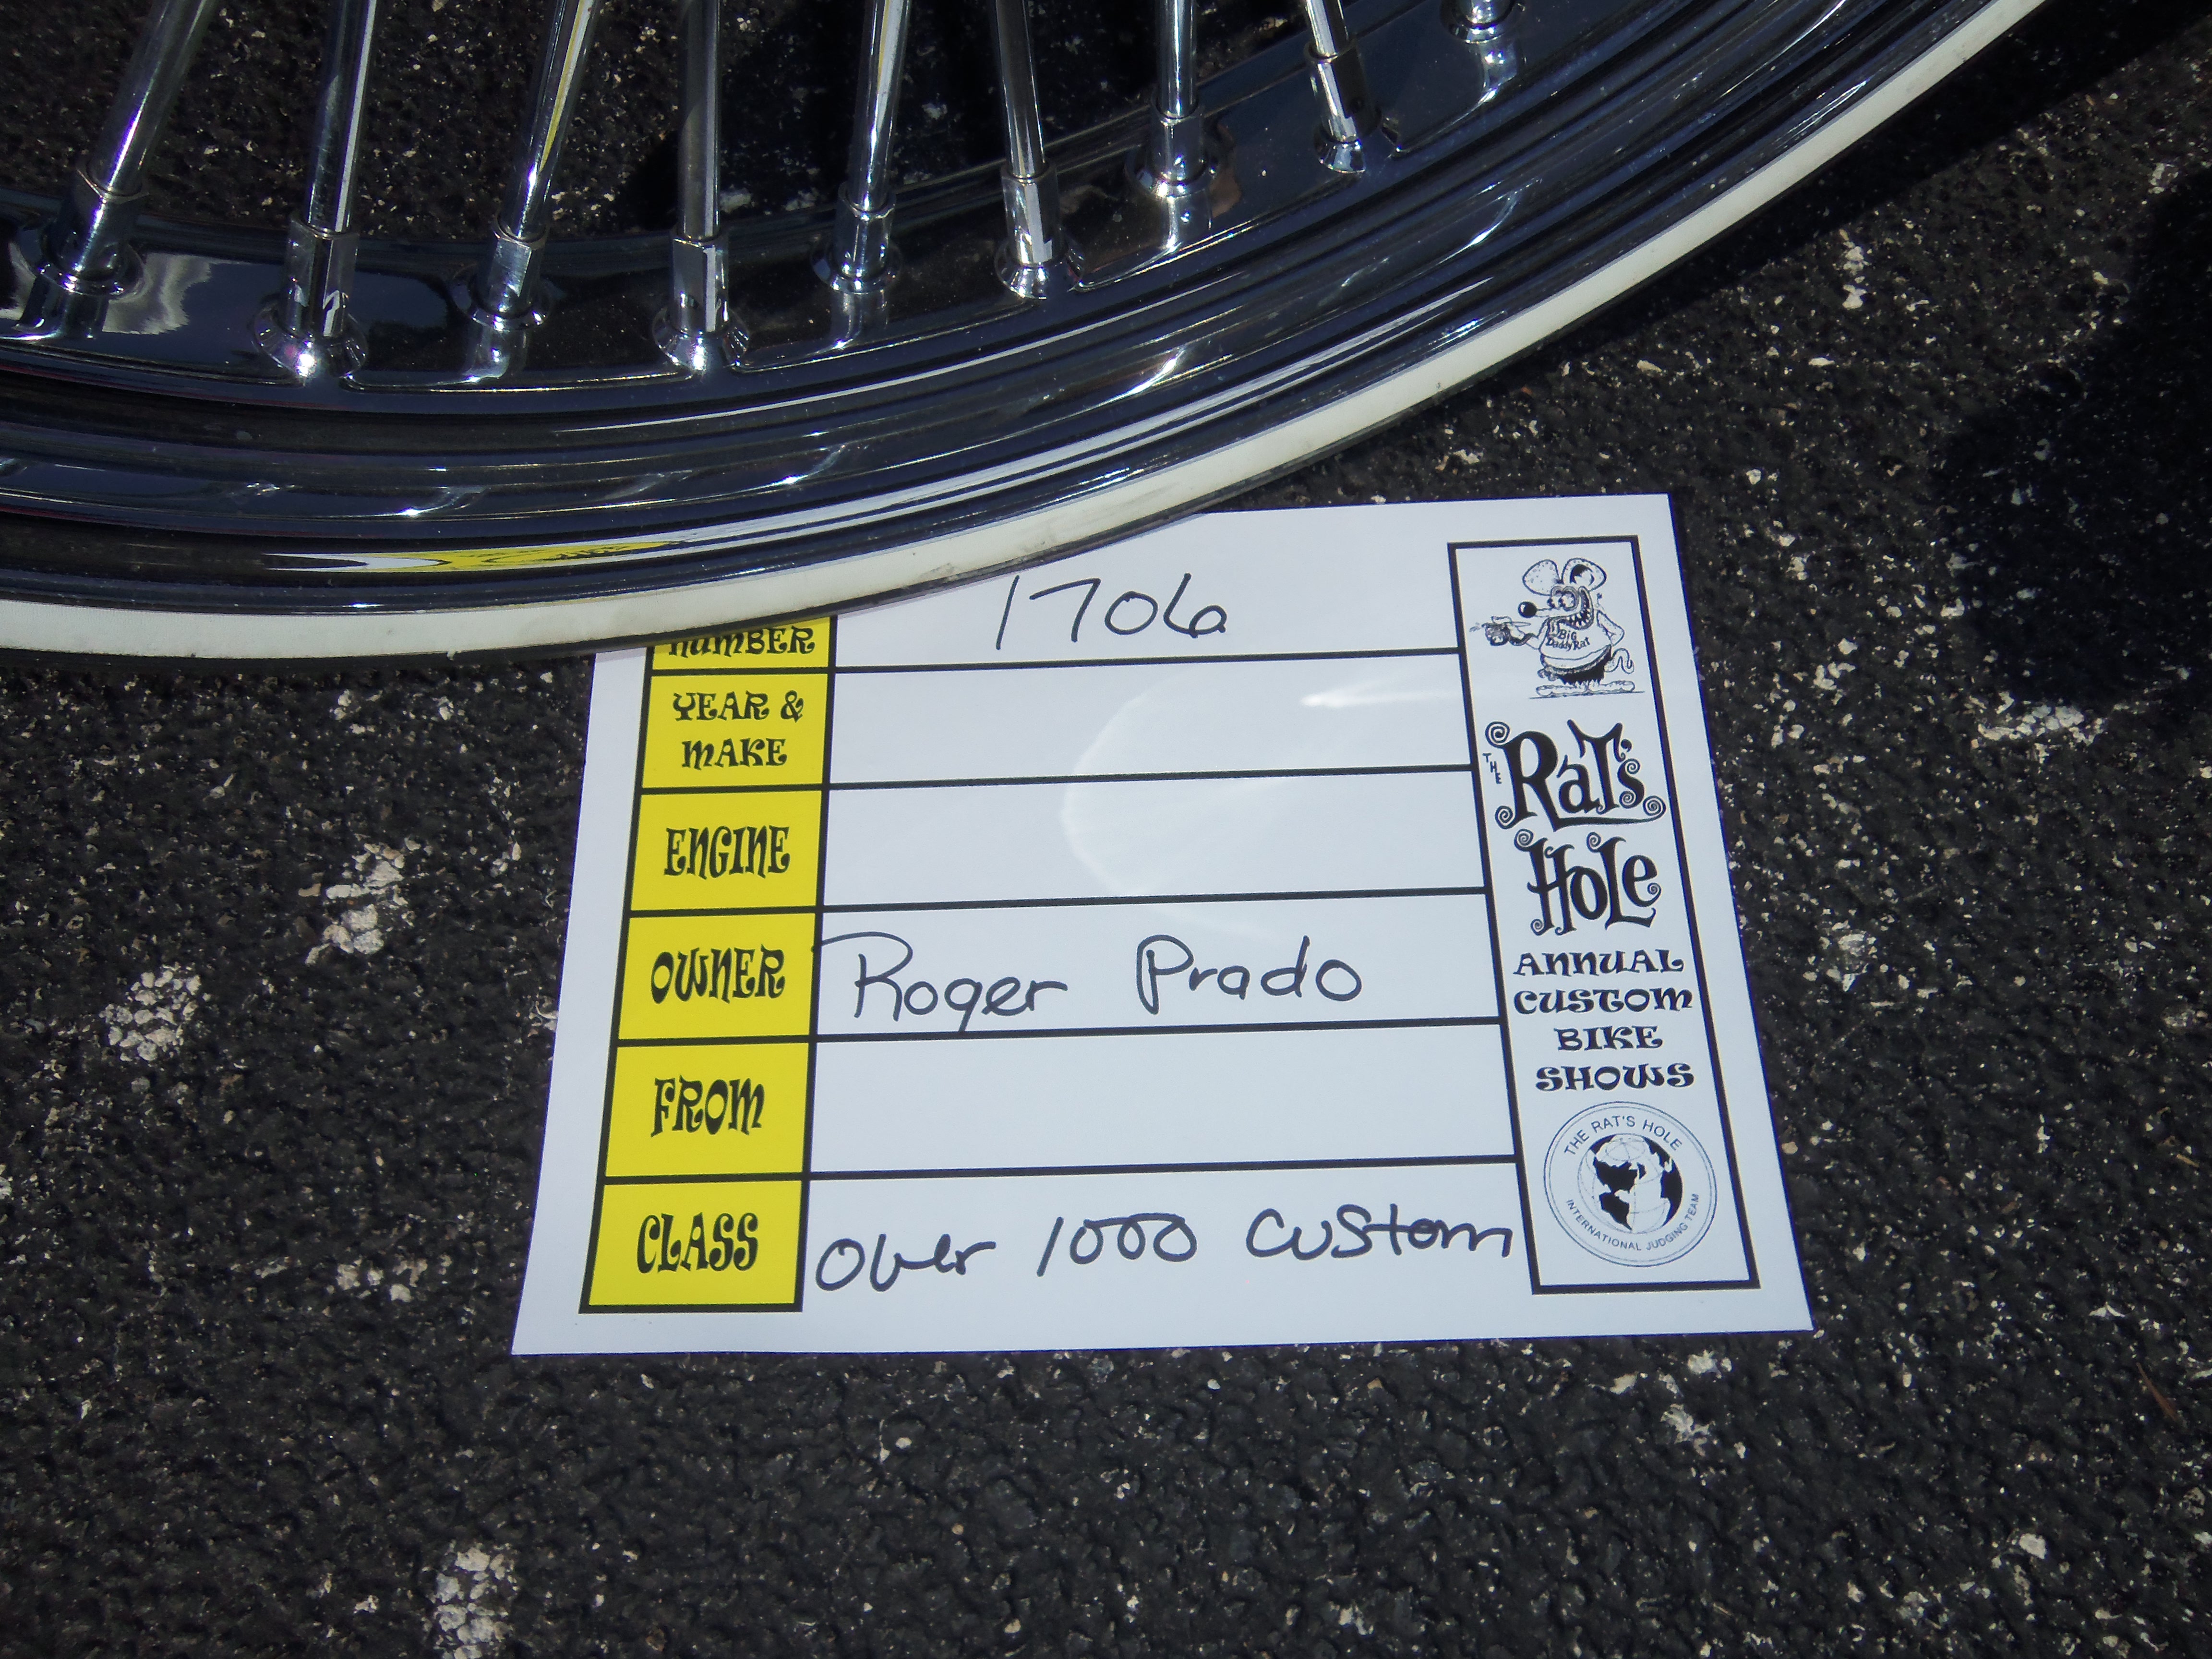 NUMBER 1706
YEAR &
MAKE
ENGINE
OWNER Roger Prado
FROM
CLASS Over 1000 Custom
Big
Daddy Rat
THE
RAT'S
HOLE
ANNUAL
CUSTOM
BIKE
SHOWS
THE RAT'S HOLE
INTERNATIONAL JUDGING TEAM